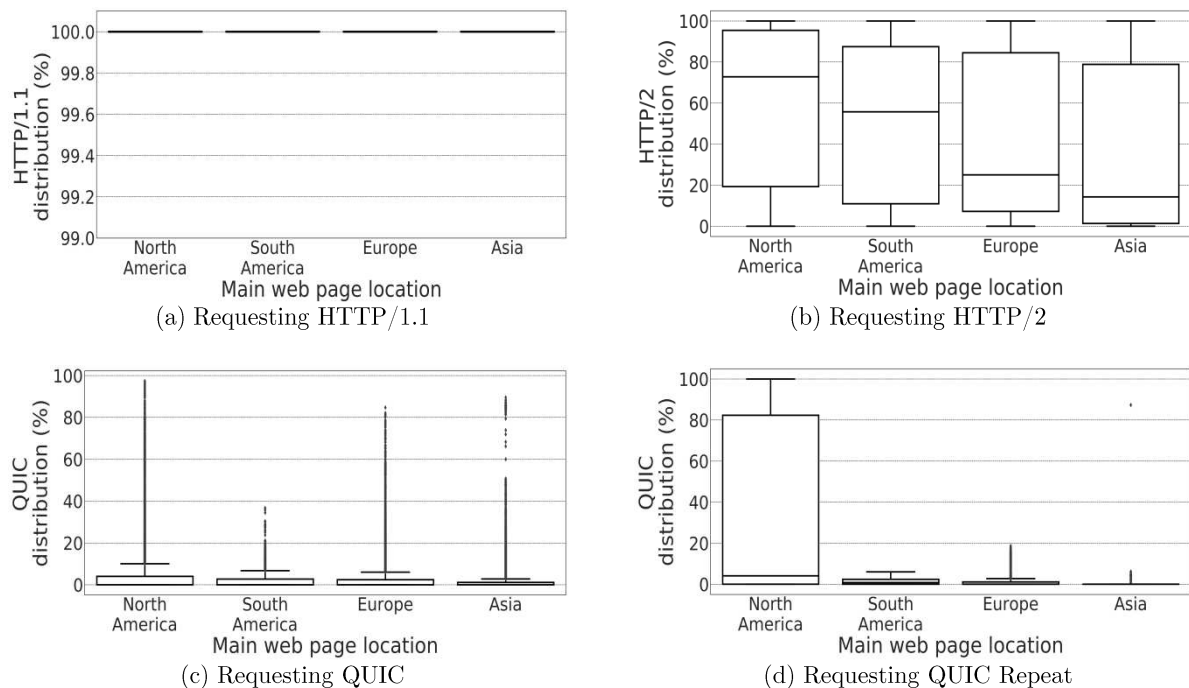 HTTP/1.1
distribution (%)
100.0
99.8
99.6
99.4
99.2
99.0
North
America
South
America
Europe
Asia
Main web page location
(a) Requesting HTTP/1.1
HTTP/2
distribution (%)
100
80
60
40
20
0
North
America
South
America
Europe
Asia
Main web page location
(b) Requesting HTTP/2
QUIC
distribution (%)
100
80
60
40
20
0
North
America
South
America
Europe
Asia
Main web page location
(c) Requesting QUIC
QUIC
distribution (%)
100
80
60
40
20
0
North
America
South
America
Europe
Asia
Main web page location
(d) Requesting QUIC Repeat